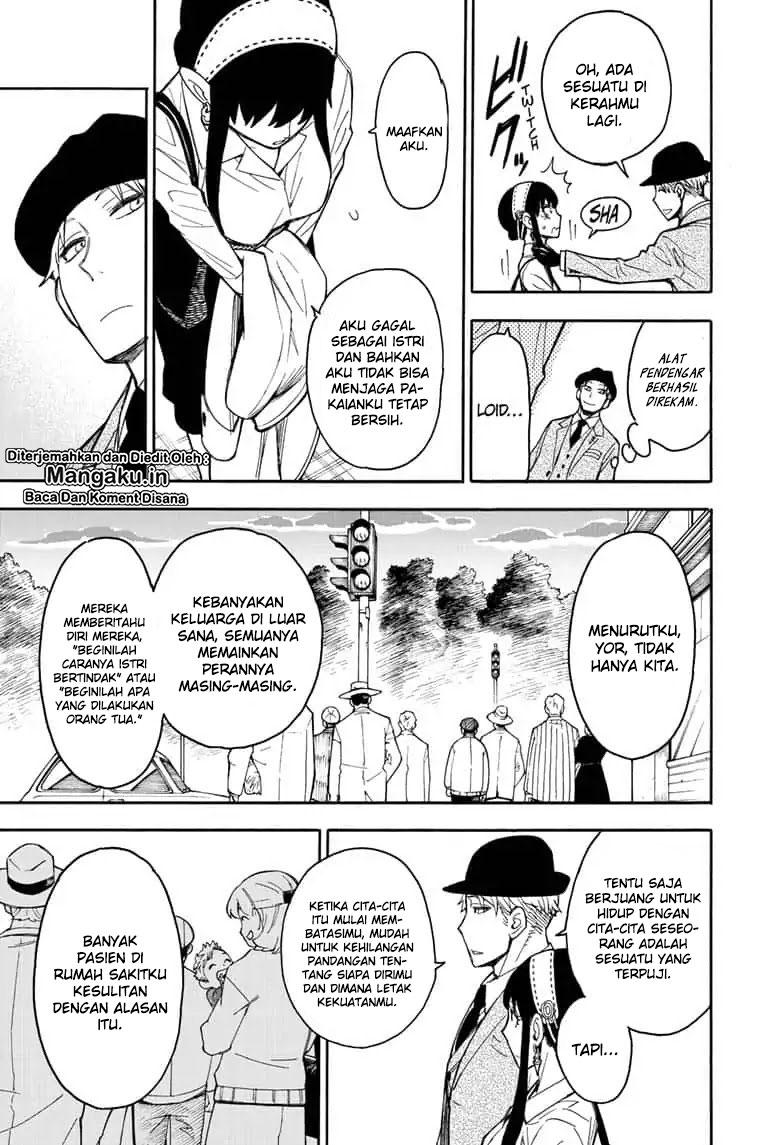 OH, ADA
SESUATU DI
KERAHMU
LAGI.
ビクッ
TWITCH
SHA
ALAT
PENDENGAR
BERHASIL
DIREKAM.
LOID...
MAAFKAN
AKU.
AKU GAGAL
SEBAGAI ISTRI
DAN BAHKAN
AKU TIDAK BISA
MENJAGA PA-
KAIANKU TETAP
BERSIH.
Diterjemahkan dan Diedit Oleh :
Mangaku.in
Baca Dan Koment Disana
MENURUTKU,
YOR, TIDAK
HANYA KITA.
KEBANYAKAN
KELUARGA DI LUAR
SANA, SEMUANYA
MEMAINKAN
PERANNYA
MASING-MASING.
MEREKA
MEMBERITAHU
DIRI MEREKA,
"BEGINILAH
CARANYA ISTRI
BERTINDAK" ATAU
"BEGINILAH APA
YANG DILAKUKAN
ORANG TUA."
TENTU SAJA
BERJUANG UNTUK
HIDUP DENGAN
CITA-CITA SESEO-
RANG ADALAH
SESUATU YANG
TERPUJI.
TAPI...
KETIKA CITA-CITA
ITU MULAI MEM-
BATASIMU, MUDAH
UNTUK KEHILANGAN
PANDANGAN TEN-
TANG SIAPA DIRIMU
DAN DIMANA LETAK
KEKUATANMU.
BANYAK
PASIEN DI
RUMAH SAKITKU
KESULITAN
DENGAN ALASAN
ITU.